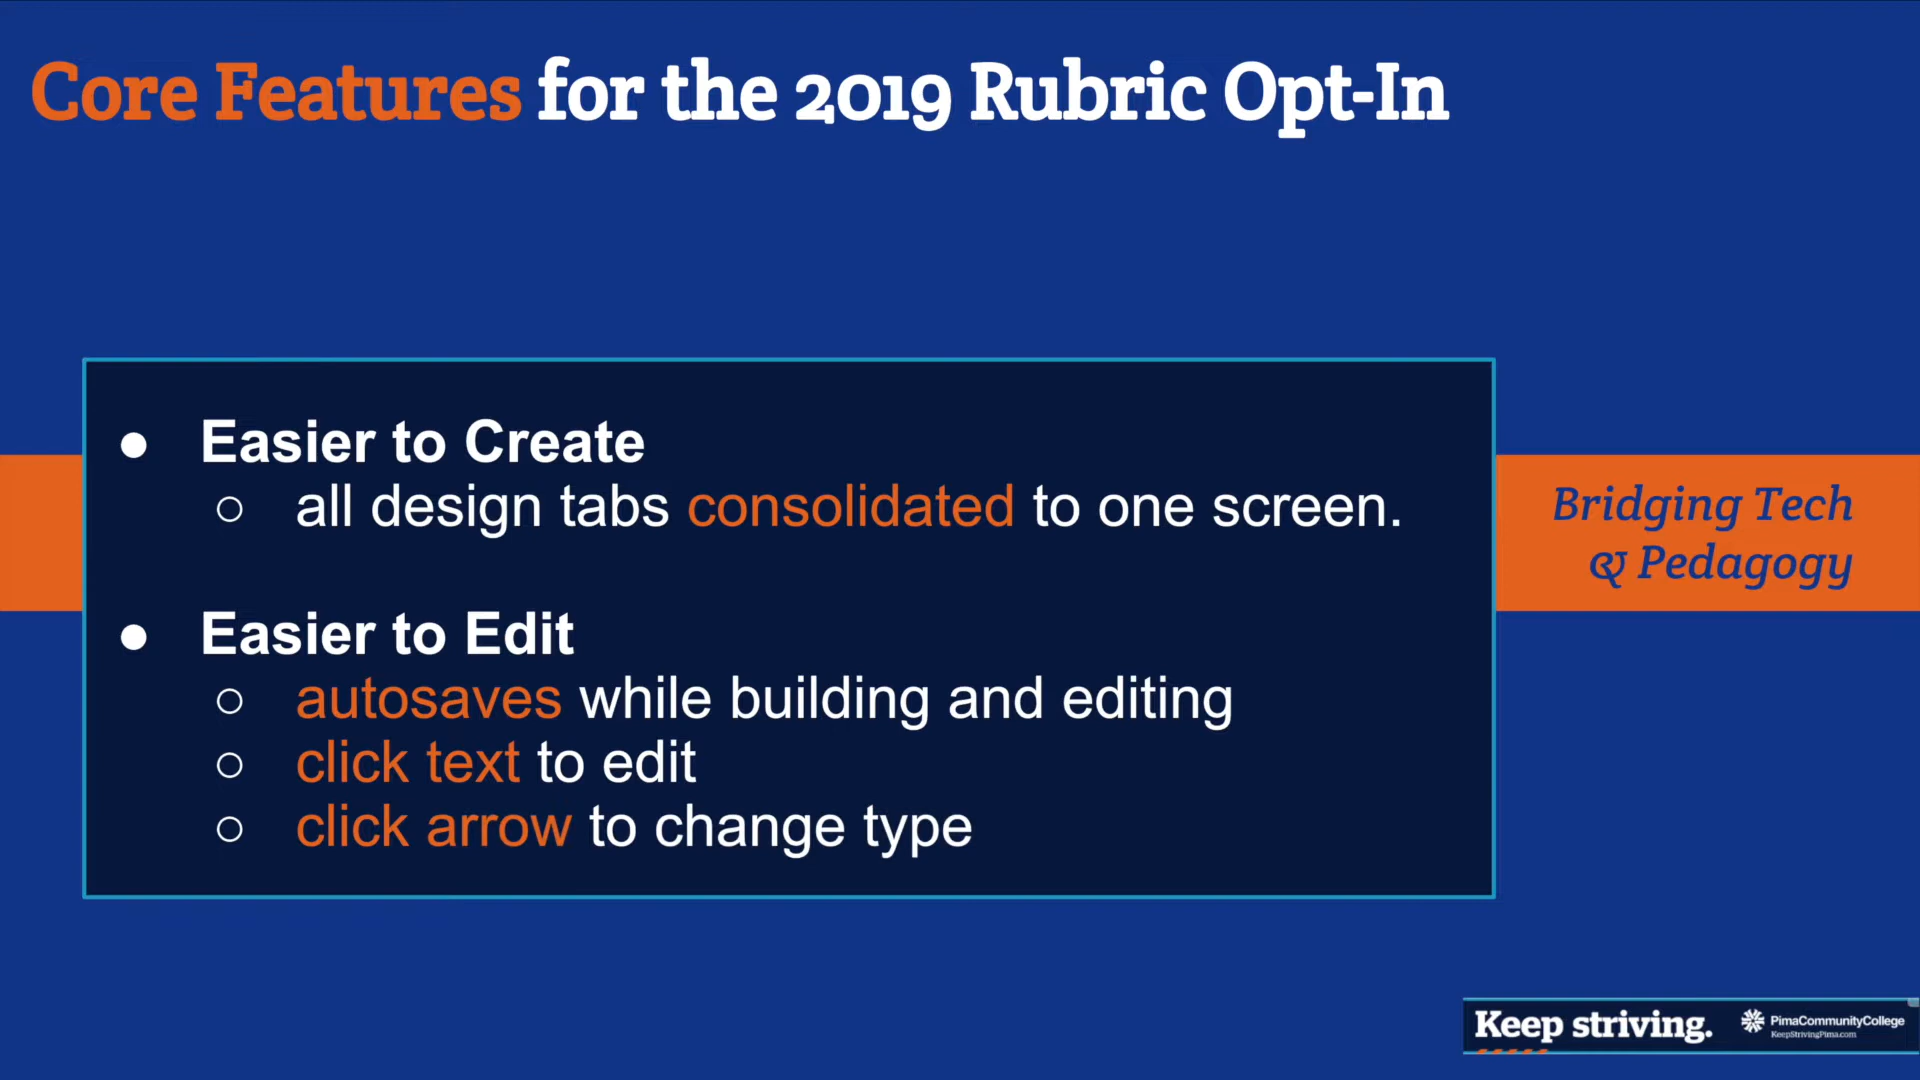 Core Features for the 2019 Rubric Opt-In
● Easier to Create
○ all design tabs consolidated to one screen.
● Easier to Edit
○ autosaves while building and editing
○ click text to edit
○ click arrow to change type
Bridging Tech
& Pedagogy
Keep striving.
PimaCommunityCollege
KeepStrivingPima.com